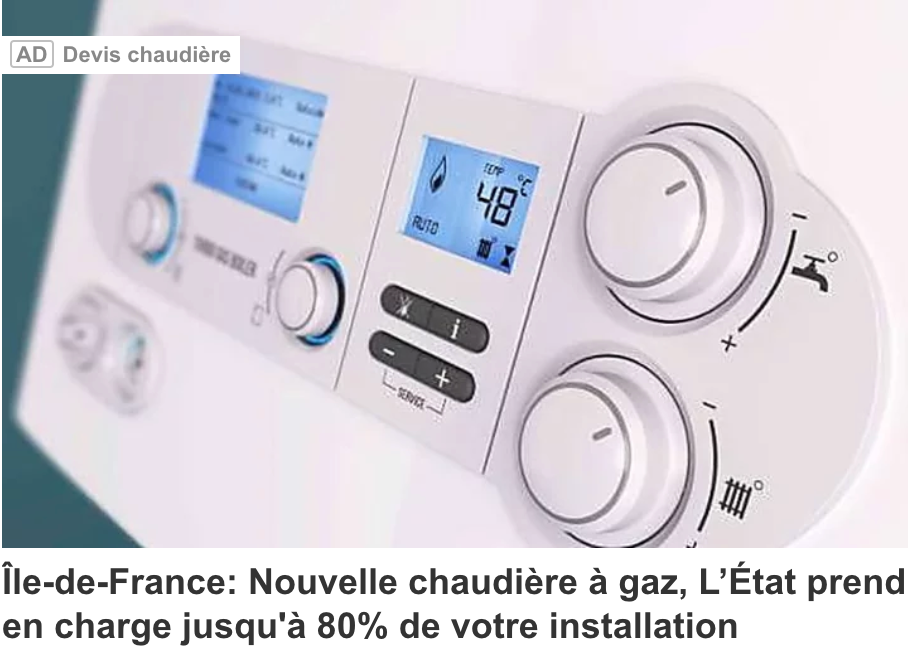 AD Devis chaudière
TEMP
48°C
AUTO
i
-
+
SERVICE
-
+
-
Île-de-France: Nouvelle chaudière à gaz, L’État prend
en charge jusqu'à 80% de votre installation